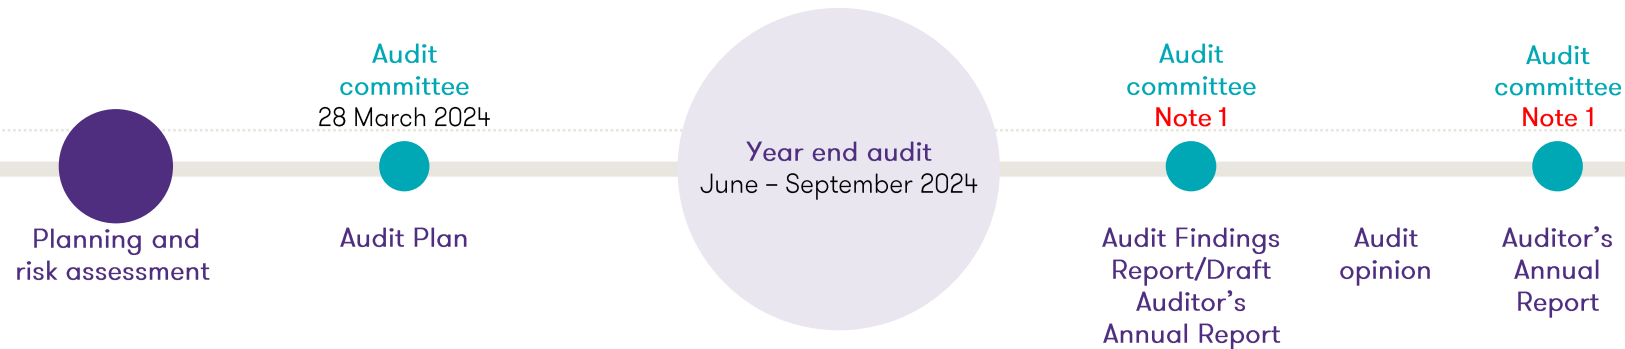 Planning and
risk assessment
Audit
committee
28 March 2024
Audit Plan
Year end audit
June – September 2024
Audit
committee
Note 1
Audit Findings
Report/Draft
Auditor’s
Annual Report
Audit
opinion
Audit
committee
Note 1
Auditor’s
Annual
Report